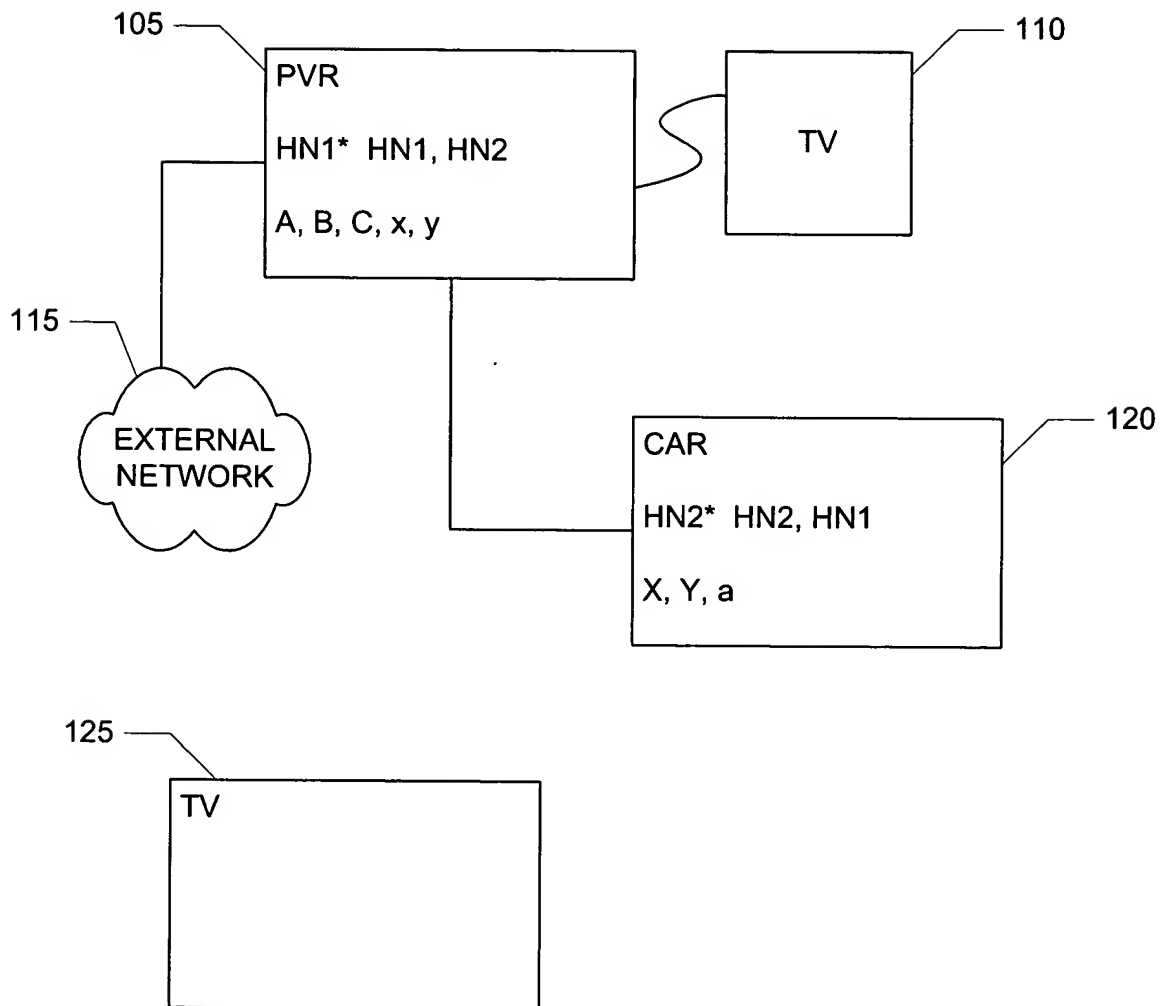 105
110
PVR
HN1* HN1, HN2
A, B, C, x, y
TV
115
EXTERNAL
NETWORK
120
CAR
HN2* HN2, HN1
X, Y, a
125
TV